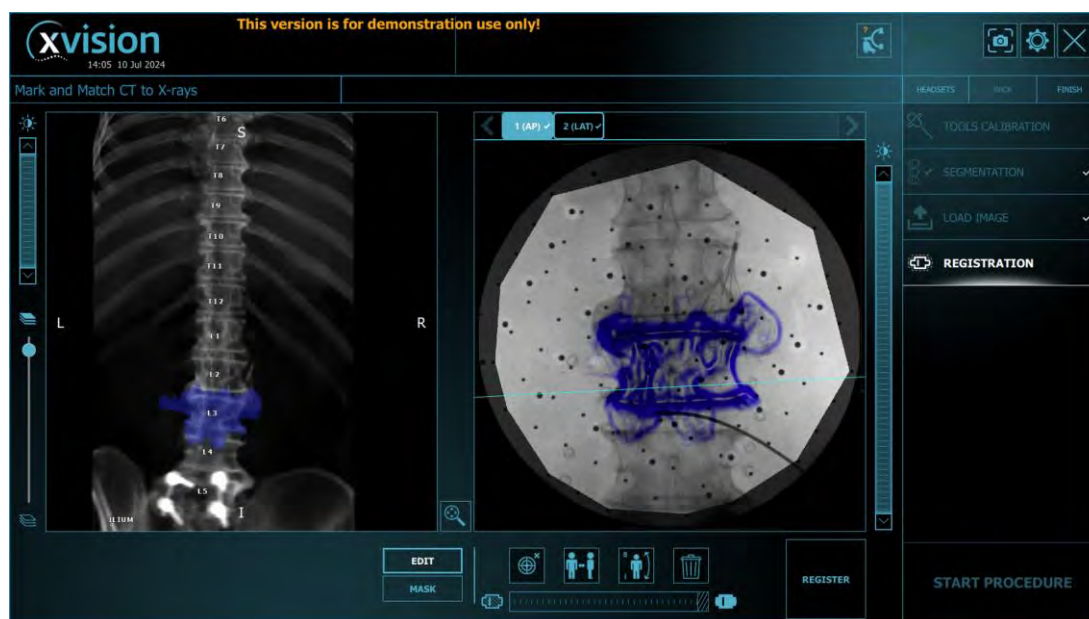 This version is for demonstration use only!
xvision
14:05 10 Jul 2024
Mark and Match CT to X-rays
HEADSETS BACK FINISH
T6
S
T7
T8
T9
T10
T11
T12
L R
L1
L2
L3
L4
L5
I
ILIUM
1 (AP) 2 (LAT)
TOOLS CALIBRATION
SEGMENTATION
LOAD IMAGE
REGISTRATION
EDIT
MASK
REGISTER
START PROCEDURE